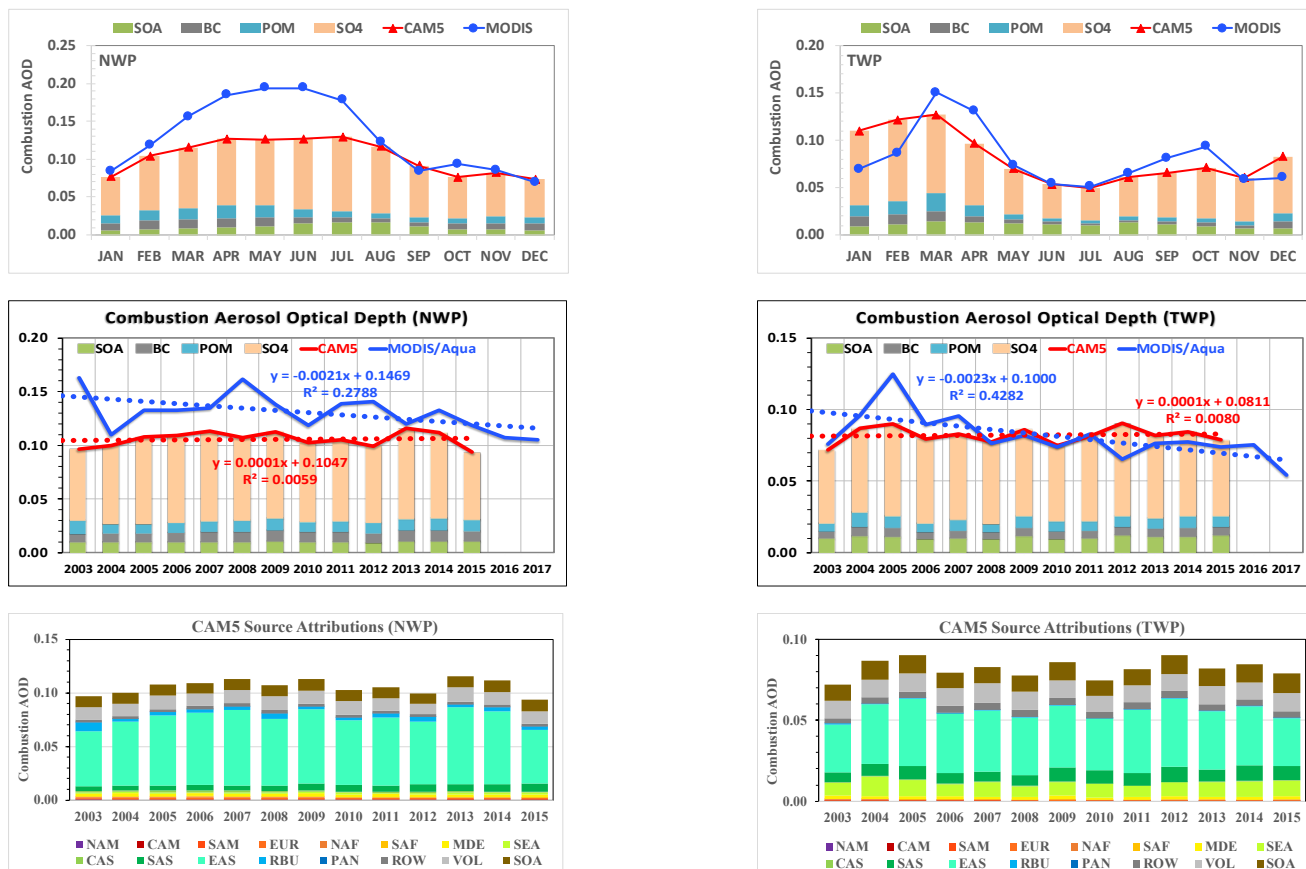 SOA BC POM SO4 CAM5 MODIS
NWP
Combustion AOD
0.25
0.20
0.15
0.10
0.05
0.00
JAN FEB MAR APR MAY JUN JUL AUG SEP OCT NOV DEC
SOA BC POM SO4 CAM5 MODIS
TWP
Combustion AOD
0.20
0.15
0.10
0.05
0.00
JAN FEB MAR APR MAY JUN JUL AUG SEP OCT NOV DEC
Combustion Aerosol Optical Depth (NWP)
SOA BC POM SO4 CAM5 MODIS/Aqua
0.20
0.15
0.10
0.05
0.00
y = -0.0021x + 0.1469
R² = 0.2788
y = 0.0001x + 0.1047
R² = 0.0059
2003 2004 2005 2006 2007 2008 2009 2010 2011 2012 2013 2014 2015 2016 2017
Combustion Aerosol Optical Depth (TWP)
SOA BC POM SO4 CAM5 MODIS/Aqua
0.15
0.10
0.05
0.00
y = -0.0023x + 0.1000
R² = 0.4282
y = 0.0001x + 0.0811
R² = 0.0080
2003 2004 2005 2006 2007 2008 2009 2010 2011 2012 2013 2014 2015 2016 2017
CAM5 Source Attributions (NWP)
Combustion AOD
0.15
0.10
0.05
0.00
2003 2004 2005 2006 2007 2008 2009 2010 2011 2012 2013 2014 2015
NAM CAM SAM EUR NAF SAF MDE SEA
CAS SAS EAS RBU PAN ROW VOL SOA
CAM5 Source Attributions (TWP)
Combustion AOD
0.10
0.05
0.00
2003 2004 2005 2006 2007 2008 2009 2010 2011 2012 2013 2014 2015
NAM CAM SAM EUR NAF SAF MDE SEA
CAS SAS EAS RBU PAN ROW VOL SOA